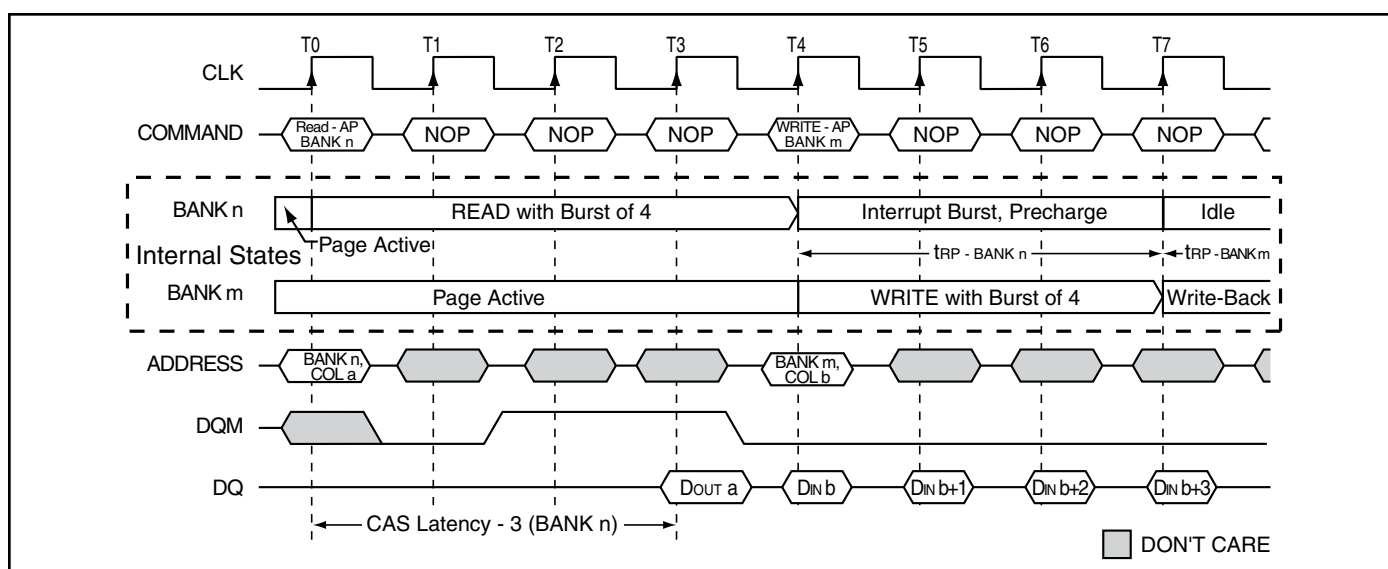 T0 T1 T2 T3 T4 T5 T6 T7
CLK
COMMAND Read - AP BANK n NOP NOP NOP WRITE - AP BANK m NOP NOP NOP
BANK n READ with Burst of 4 Interrupt Burst, Precharge Idle
Page Active tRP - BANK n tRP - BANK m
Internal States
BANK m Page Active WRITE with Burst of 4 Write-Back
ADDRESS BANK n, COL a BANK m, COL b
DQM
DQ DOUT a DIN b DIN b+1 DIN b+2 DIN b+3
CAS Latency - 3 (BANK n)
DON'T CARE